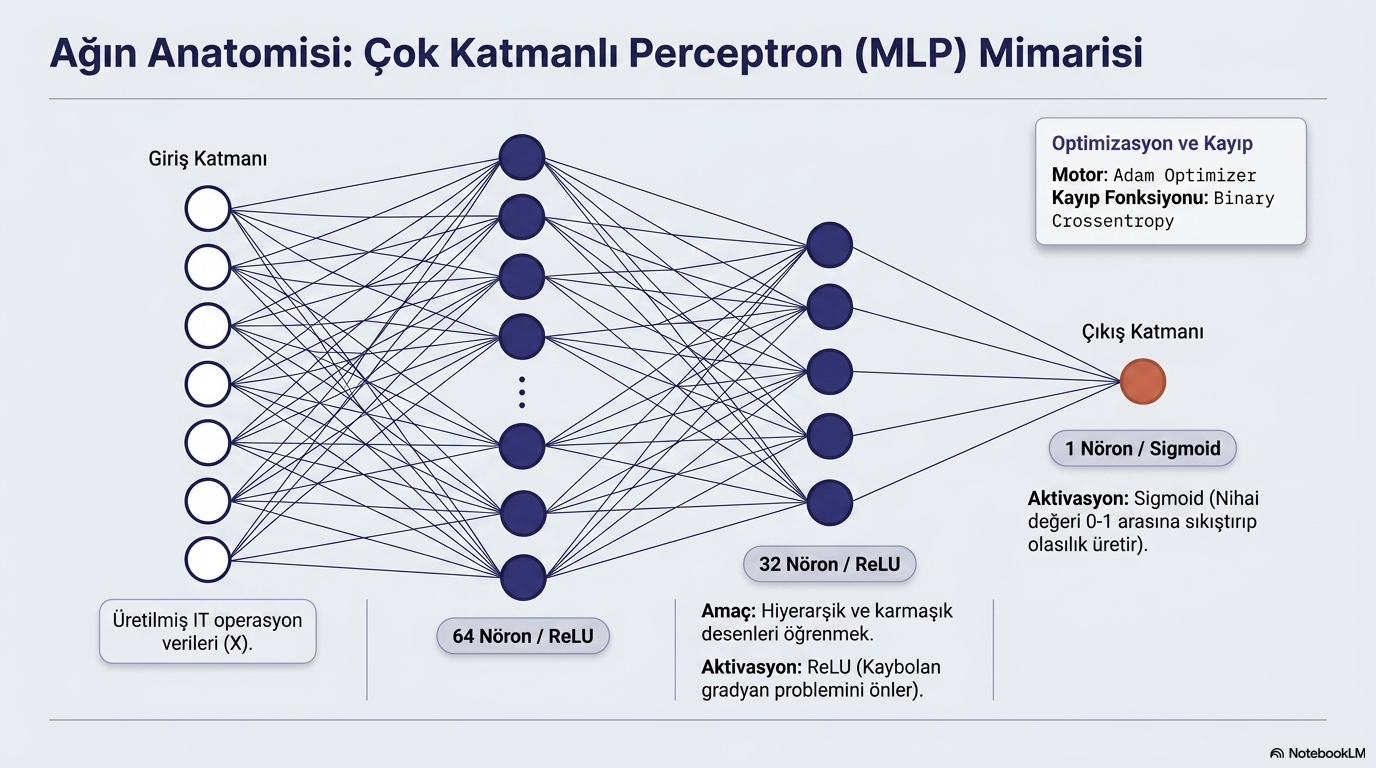 Ağın Anatomisi: Çok Katmanlı Perceptron (MLP) Mimarisi
Giriş Katmanı
Üretilmiş IT operasyon
verileri (X).
64 Nöron / ReLU
32 Nöron / ReLU
Amaç: Hiyerarşik ve karmaşık
desenleri öğrenmek.
Aktivasyon: ReLU (Kaybolan
gradyan problemini önler).
Optimizasyon ve Kayıp
Motor: Adam Optimizer
Kayıp Fonksiyonu: Binary
Crossentropy
Çıkış Katmanı
1 Nöron / Sigmoid
Aktivasyon: Sigmoid (Nihai
değeri 0-1 arasına sıkıştırıp
olasılık üretir).
NotebookLM